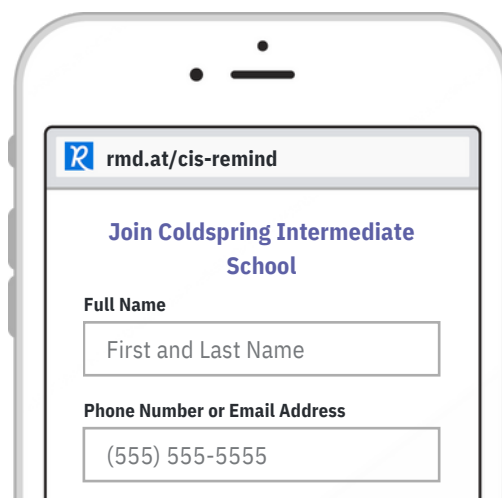 rmd.at/cis-remind
Join Coldspring Intermediate
School
Full Name
First and Last Name
Phone Number or Email Address
(555) 555-5555